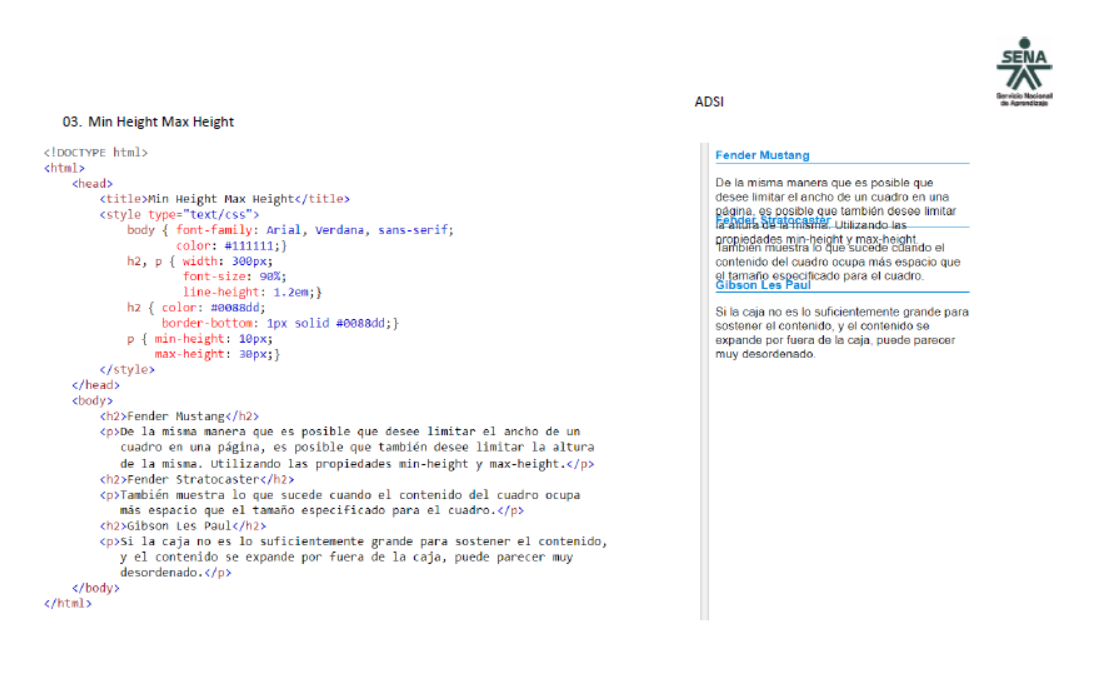 SENA
Servicio Nacional
de Aprendizaje
ADSI
03. Min Height Max Height
<!DOCTYPE html>
<html>
<head>
<title>Min Height Max Height</title>
<style type="text/css">
body { font-family: Arial, Verdana, sans-serif;
color: #111111;}
h2, p { width: 300px;
font-size: 90%;
line-height: 1.2em;}
h2 { color: #0088dd;
border-bottom: 1px solid #0088dd;}
p { min-height: 10px;
max-height: 30px;}
</style>
</head>
<body>
<h2>Fender Mustang</h2>
<p>De la misma manera que es posible que desee limitar el ancho de un
cuadro en una página, es posible que también desee limitar la altura
de la misma. Utilizando las propiedades min-height y max-height.</p>
<h2>Fender Stratocaster</h2>
<p>También muestra lo que sucede cuando el contenido del cuadro ocupa
más espacio que el tamaño especificado para el cuadro.</p>
<h2>Gibson Les Paul</h2>
<p>Si la caja no es lo suficientemente grande para sostener el contenido,
y el contenido se expande por fuera de la caja, puede parecer muy
desordenado.</p>
</body>
</html>
Fender Mustang
De la misma manera que es posible que
desee limitar el ancho de un cuadro en una
página, es posible que también desee limitar
la altura de la misma. Utilizando las
propiedades min-height y max-height.
Fender Stratocaster
También muestra lo que sucede cuando el
contenido del cuadro ocupa más espacio que
el tamaño especificado para el cuadro.
Gibson Les Paul
Si la caja no es lo suficientemente grande para
sostener el contenido, y el contenido se
expande por fuera de la caja, puede parecer
muy desordenado.